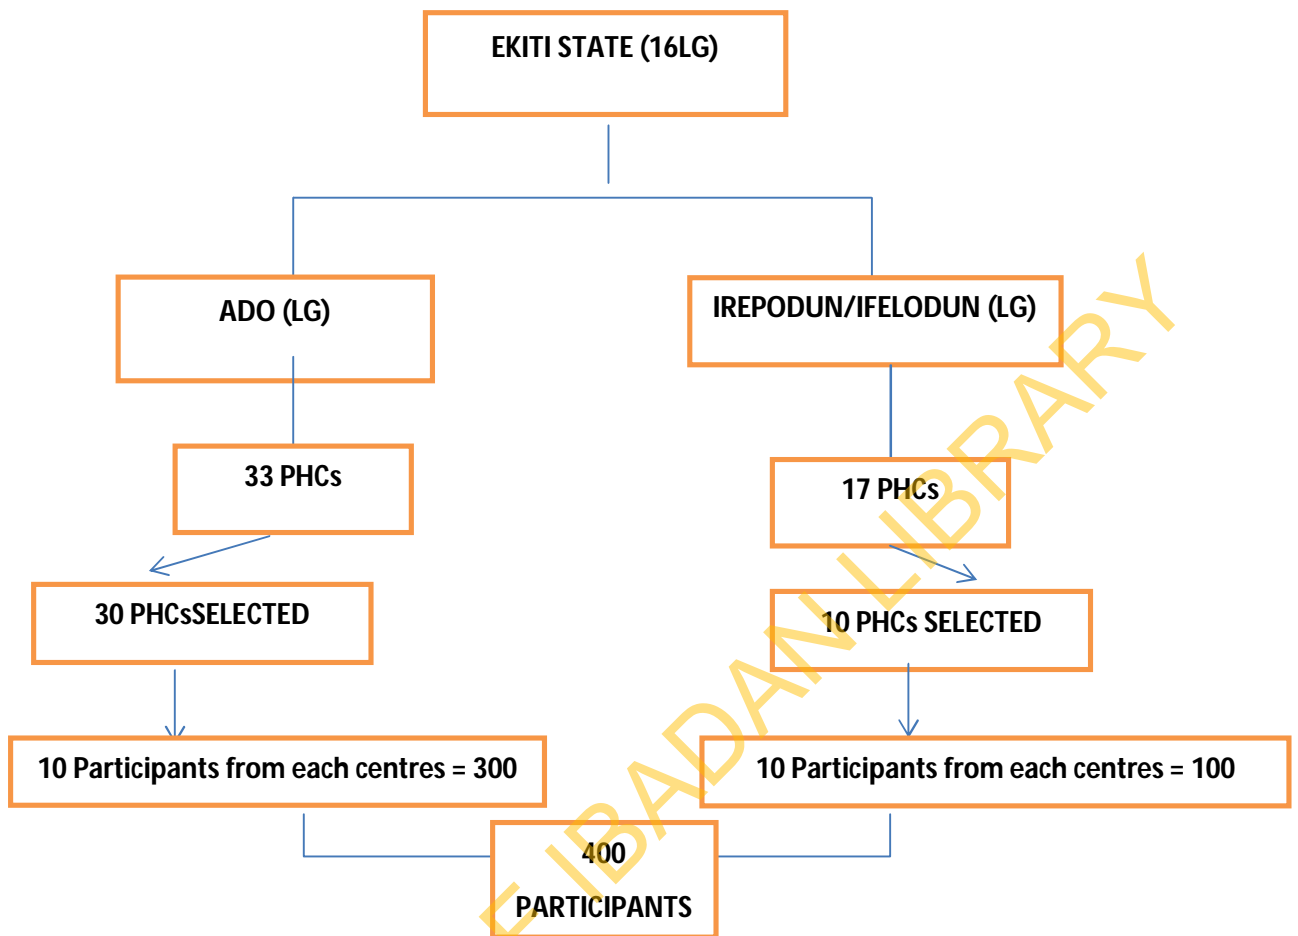 EKITI STATE (16LG)
ADO (LG)
IREPODUN/IFELODUN (LG)
33 PHCs
17 PHCs
30 PHCsSELECTED
10 PHCs SELECTED
10 Participants from each centres = 300
10 Participants from each centres = 100
400
PARTICIPANTS
E IBADAN LIBRARY